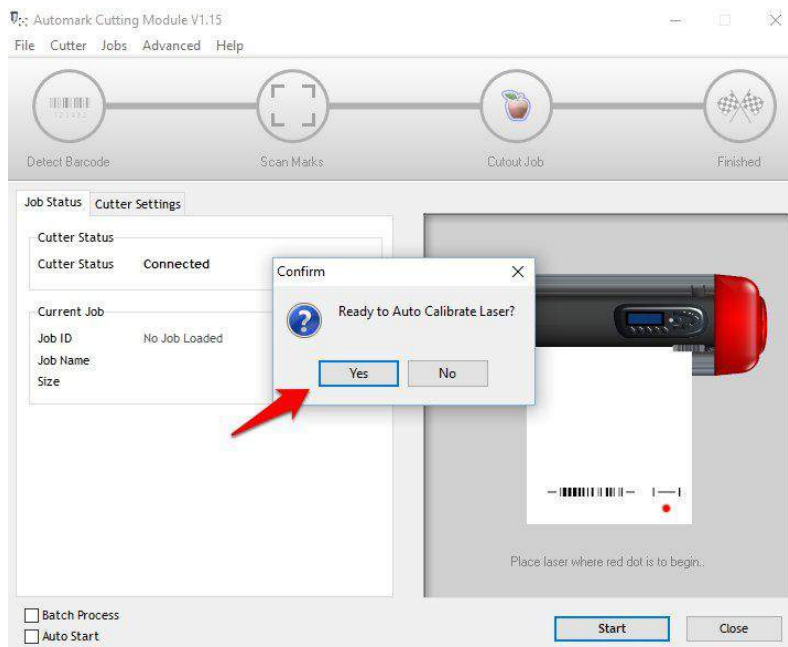 Automark Cutting Module V1.15
File Cutter Jobs Advanced Help
Detect Barcode Scan Marks Cutout Job Finished
Job Status Cutter Settings
Cutter Status
Cutter Status Connected
Confirm
Ready to Auto Calibrate Laser?
Yes No
Current Job
Job ID No Job Loaded
Job Name
Size
Place laser where red dot is to begin..
Batch Process
Auto Start
Start Close